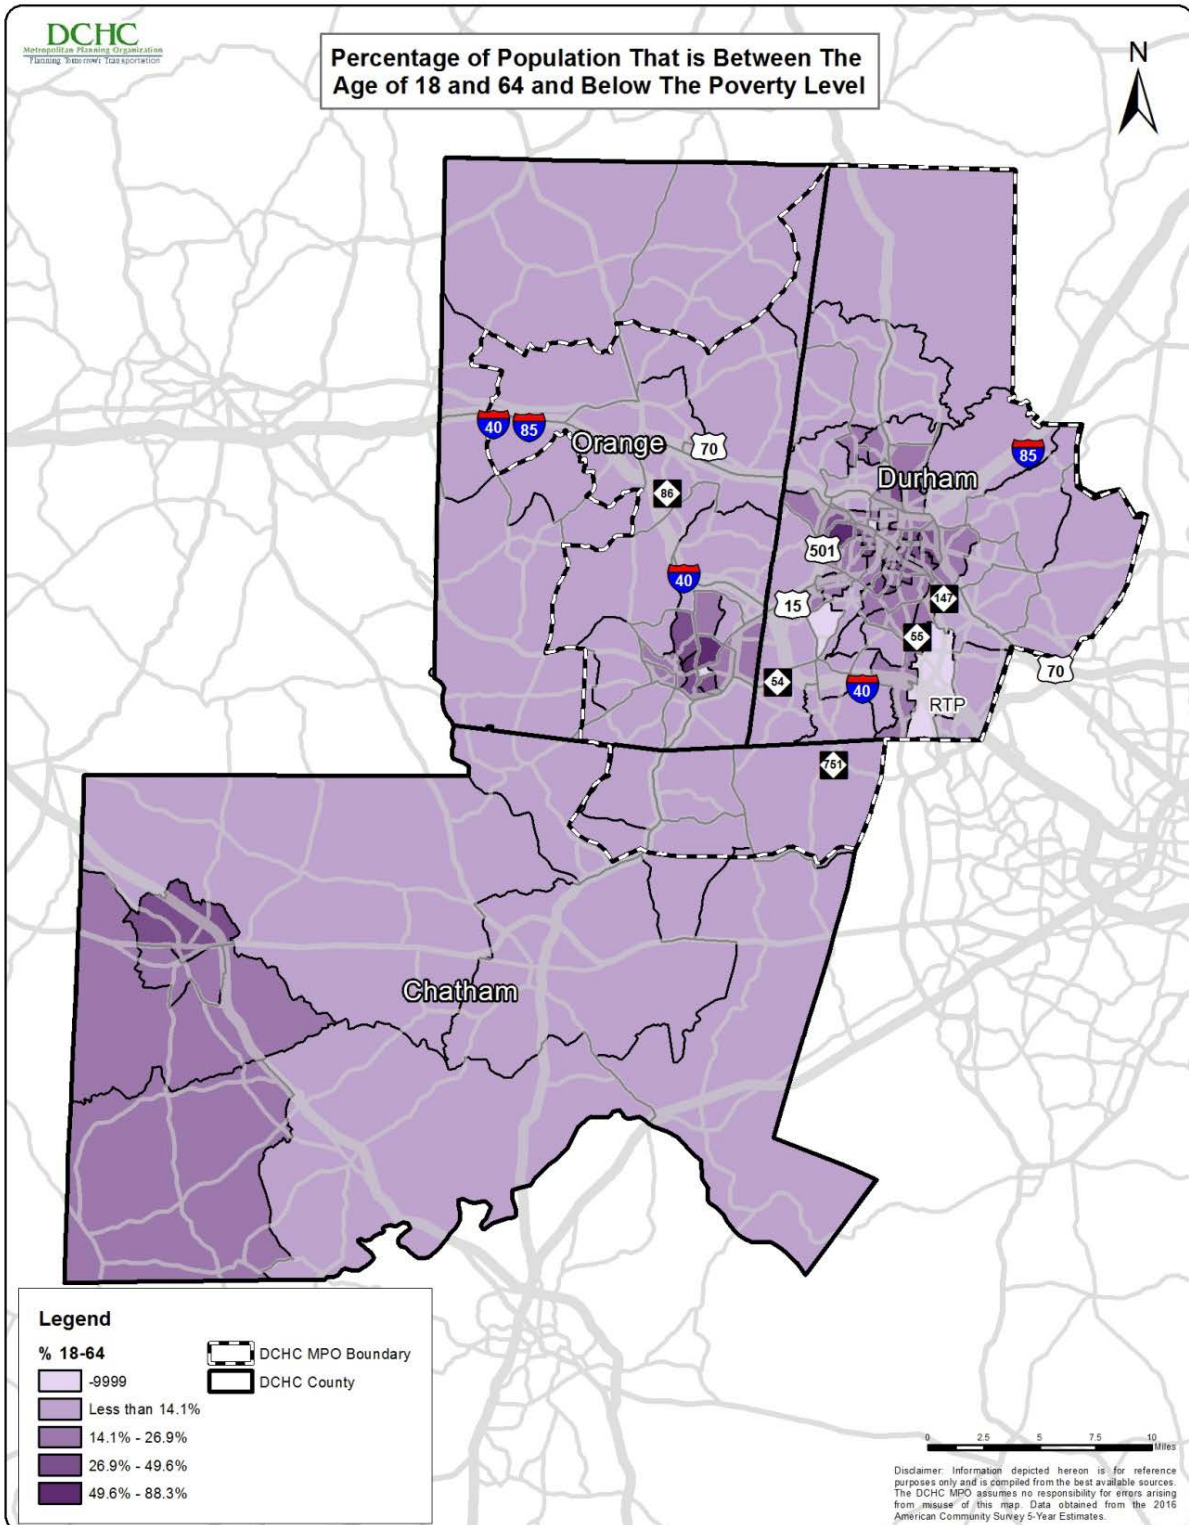 DCHC
Metropolitan Planning Organization
Planning Tomorrow's Transportation
Percentage of Population That is Between The
Age of 18 and 64 and Below The Poverty Level
N
40
85
Orange
70
86
85
Durham
501
40
15
147
55
70
54
40
RTP
751
Chatham
Legend
% 18-64
-9999
Less than 14.1%
14.1% - 26.9%
26.9% - 49.6%
49.6% - 88.3%
DCHC MPO Boundary
DCHC County
0 2.5 5 7.5 10
Miles
Disclaimer: Information depicted hereon is for reference
purposes only and is compiled from the best available sources.
The DCHC MPO assumes no responsibility for errors arising
from misuse of this map. Data obtained from the 2016
American Community Survey 5-Year Estimates.